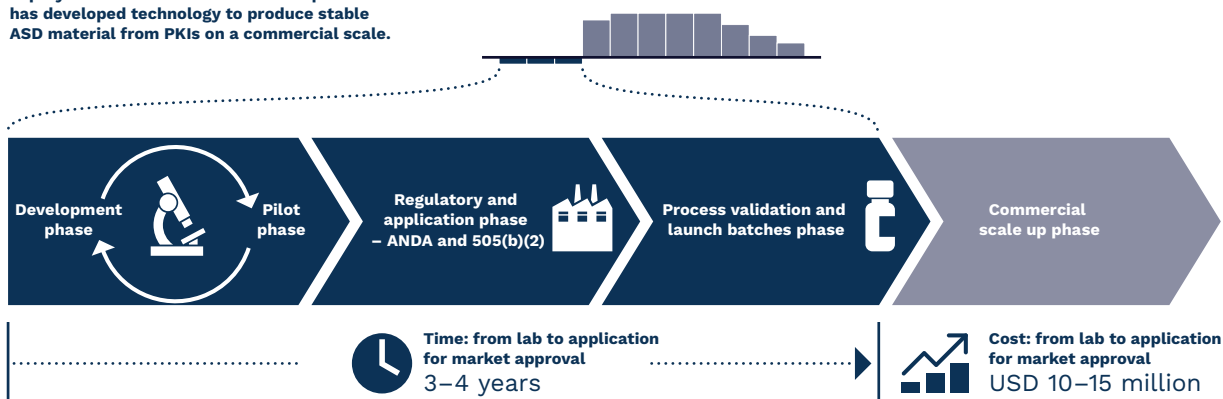 has developed technology to produce stable
ASD material from PKIs on a commercial scale.
Development
phase
Pilot
phase
Regulatory and
application phase
– ANDA and 505(b)(2)
Process validation and
launch batches phase
Commercial
scale up phase
Time: from lab to application
for market approval
3–4 years
Cost: from lab to application
for market approval
USD 10–15 million